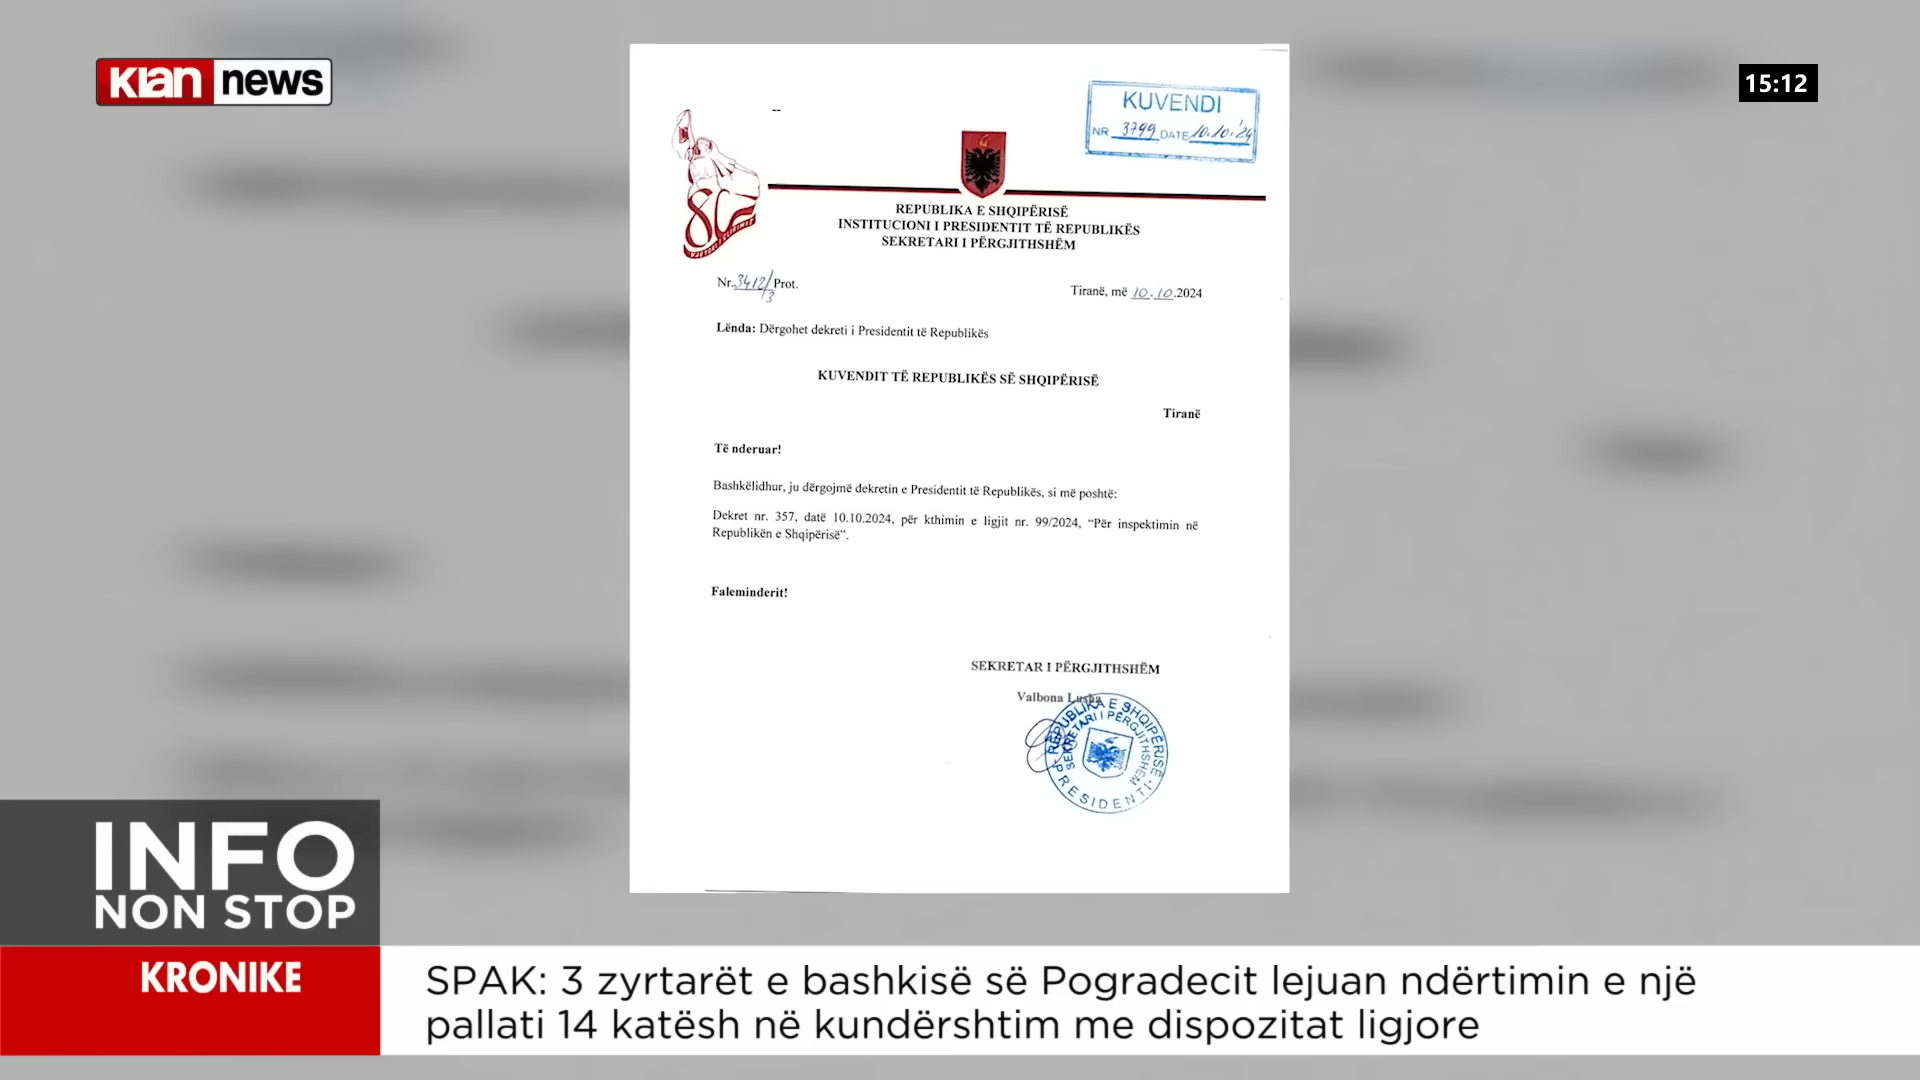 Klan news
15:12
KUVENDI
NR 3799 DATE 10.10.'24
80
REPUBLIKA E SHQIPËRISË
INSTITUCIONI I PRESIDENTIT TË REPUBLIKËS
SEKRETARI I PËRGJITHSHËM
Nr. 3412/3 Prot.
Tiranë, më 10.10.2024
Lënda: Dërgohet dekreti i Presidentit të Republikës
KUVENDIT TË REPUBLIKËS SË SHQIPËRISË
Tiranë
Të nderuar!
Bashkëlidhur, ju dërgojmë dekretin e Presidentit të Republikës, si më poshtë:
Dekret nr. 357, datë 10.10.2024, për kthimin e ligjit nr. 99/2024, “Për inspektimin në
Republikën e Shqipërisë”.
Faleminderit!
SEKRETAR I PËRGJITHSHËM
Valbona Lusha
REPUBLIKA E SHQIPËRISË
SEKRETARI I PËRGJITHSHËM
PRESIDENTI
INFO
NON STOP
KRONIKE
SPAK: 3 zyrtarët e bashkisë së Pogradecit lejuan ndërtimin e një
pallati 14 katësh në kundërshtim me dispozitat ligjore